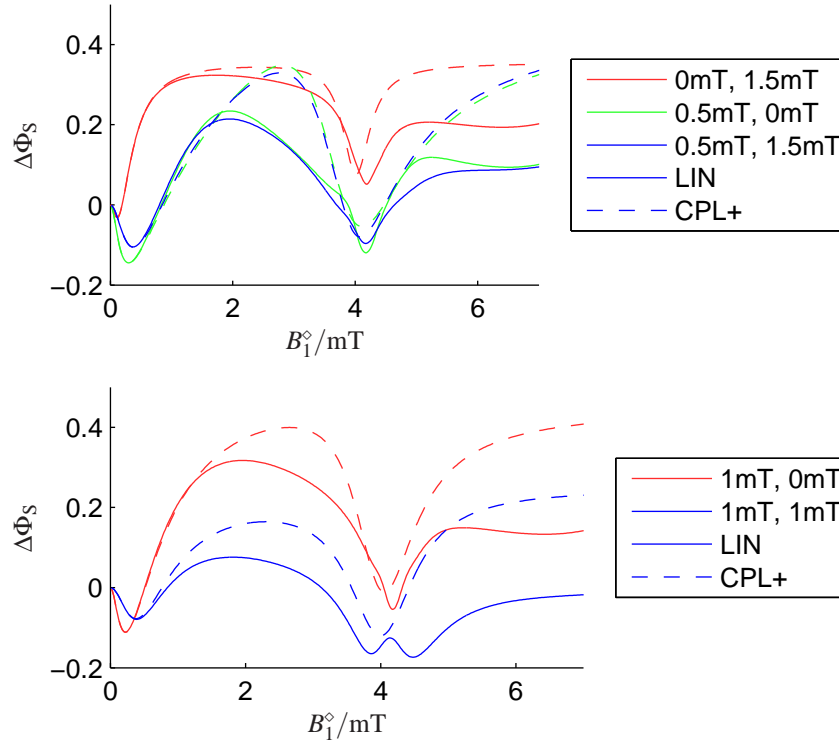 0.4
0.2
0
−0.2
ΔΦ_S
0 2 4 6
B₁^◇/mT
0mT, 1.5mT
0.5mT, 0mT
0.5mT, 1.5mT
LIN
CPL+
0.4
0.2
0
−0.2
ΔΦ_S
0 2 4 6
B₁^◇/mT
1mT, 0mT
1mT, 1mT
LIN
CPL+